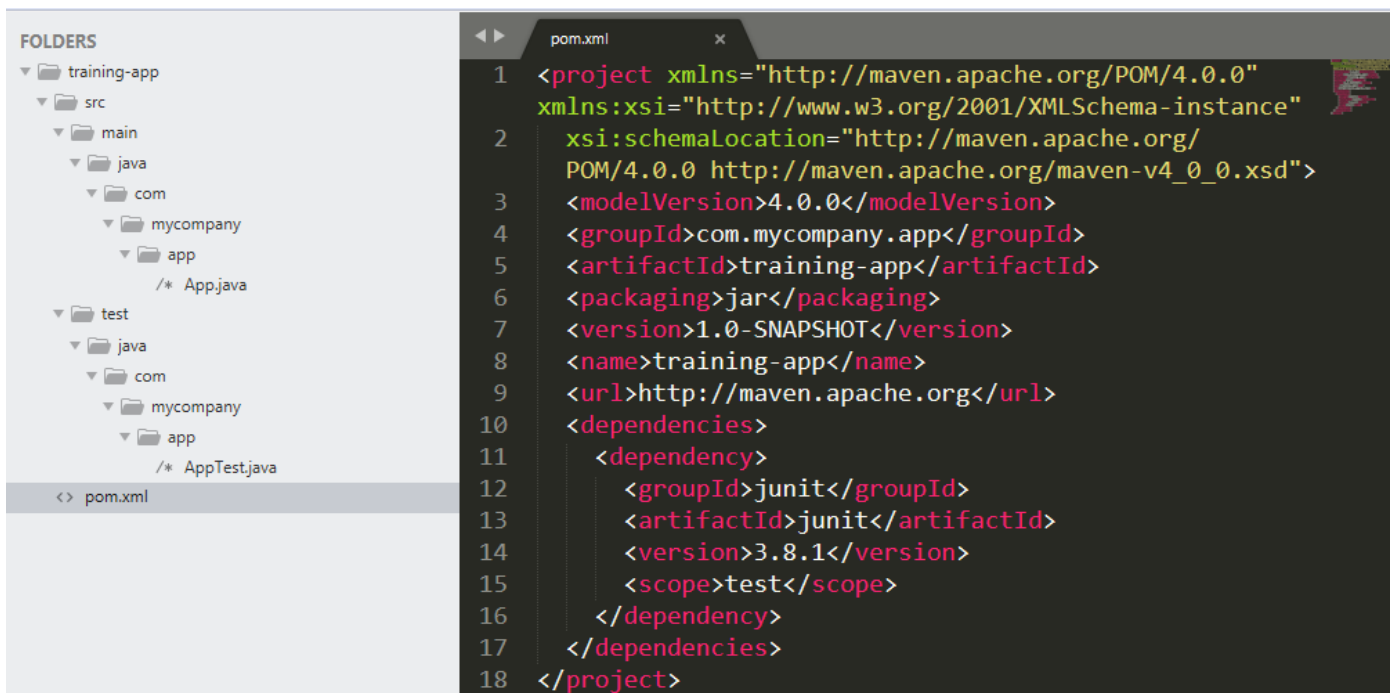 FOLDERS
training-app
src
main
java
com
mycompany
app
/* App.java
test
java
com
mycompany
app
/* AppTest.java
<> pom.xml
pom.xml ×
1 <project xmlns="http://maven.apache.org/POM/4.0.0"
xmlns:xsi="http://www.w3.org/2001/XMLSchema-instance"
2 xsi:schemaLocation="http://maven.apache.org/
POM/4.0.0 http://maven.apache.org/maven-v4_0_0.xsd">
3 <modelVersion>4.0.0</modelVersion>
4 <groupId>com.mycompany.app</groupId>
5 <artifactId>training-app</artifactId>
6 <packaging>jar</packaging>
7 <version>1.0-SNAPSHOT</version>
8 <name>training-app</name>
9 <url>http://maven.apache.org</url>
10 <dependencies>
11 <dependency>
12 <groupId>junit</groupId>
13 <artifactId>junit</artifactId>
14 <version>3.8.1</version>
15 <scope>test</scope>
16 </dependency>
17 </dependencies>
18 </project>